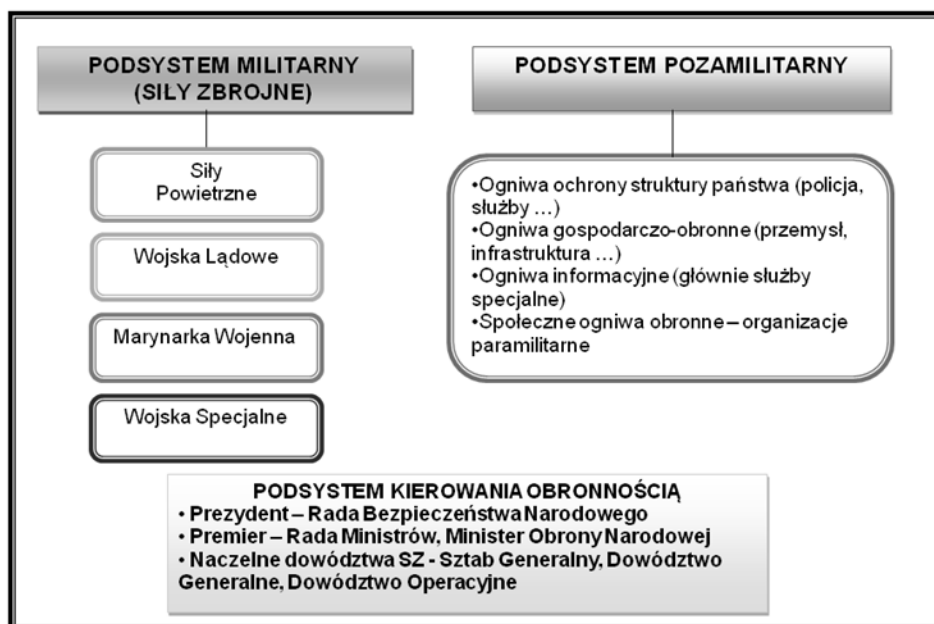 PODSYSTEM MILITARNY
(SIŁY ZBROJNE)
Siły
Powietrzne
Wojska Lądowe
Marynarka Wojenna
Wojska Specjalne
PODSYSTEM POZAMILITARNY
•Ogniwa ochrony struktury państwa (policja,
służby ...)
•Ogniwa gospodarczo-obronne (przemysł,
infrastruktura ...)
•Ogniwa informacyjne (głównie służby
specjalne)
•Społeczne ogniwa obronne – organizacje
paramilitarne
PODSYSTEM KIEROWANIA OBRONNOŚCIĄ
• Prezydent – Rada Bezpieczeństwa Narodowego
• Premier – Rada Ministrów, Minister Obrony Narodowej
• Naczelne dowództwa SZ - Sztab Generalny, Dowództwo
Generalne, Dowództwo Operacyjne